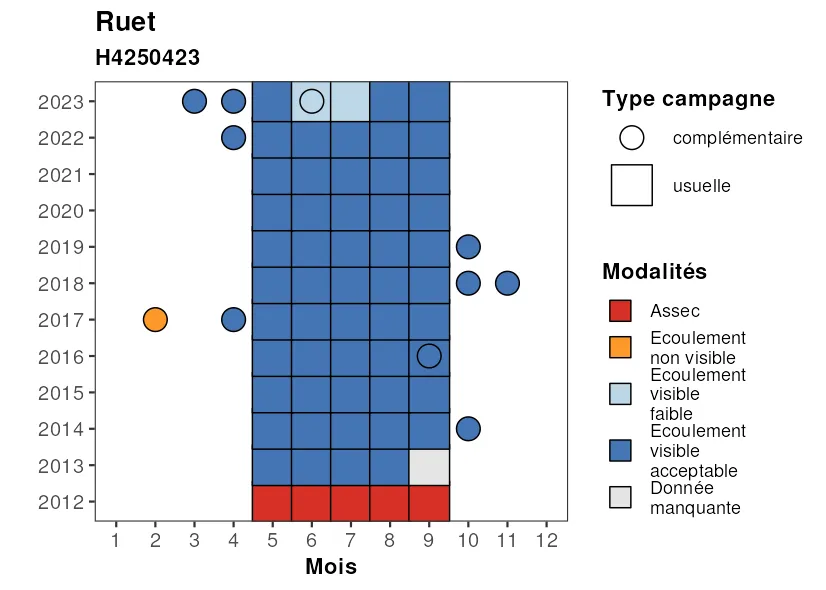 Ruet
H4250423
2023
2022
2021
2020
2019
2018
2017
2016
2015
2014
2013
2012
1 2 3 4 5 6 7 8 9 10 11 12
Mois
Type campagne
complémentaire
usuelle
Modalités
Assec
Ecoulement
non visible
Ecoulement
visible
faible
Ecoulement
visible
acceptable
Donnée
manquante